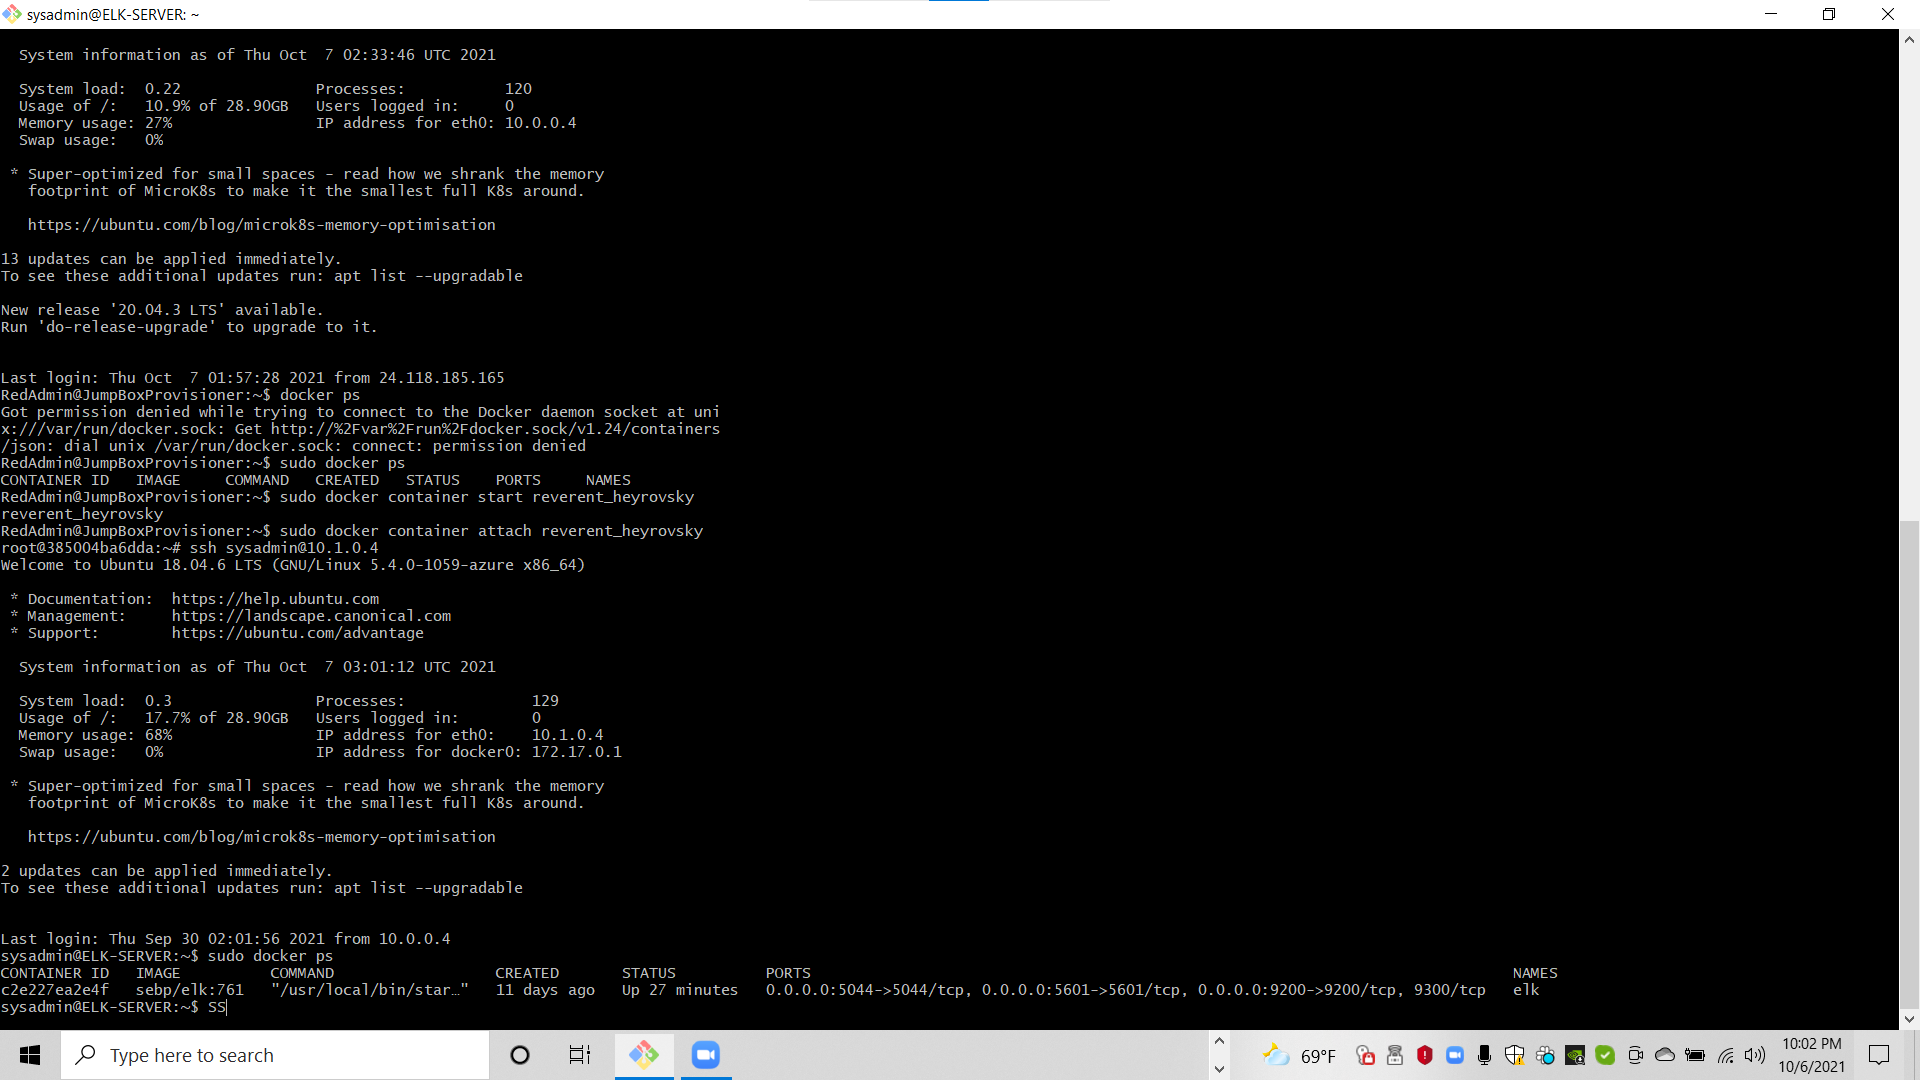 sysadmin@ELK-SERVER: ~
System information as of Thu Oct  7 02:33:46 UTC 2021
System load:  0.22               Processes:           120
Usage of /:   10.9% of 28.90GB   Users logged in:     0
Memory usage: 27%                IP address for eth0: 10.0.0.4
Swap usage:   0%
* Super-optimized for small spaces - read how we shrank the memory
footprint of MicroK8s to make it the smallest full K8s around.
https://ubuntu.com/blog/microk8s-memory-optimisation
13 updates can be applied immediately.
To see these additional updates run: apt list --upgradable
New release '20.04.3 LTS' available.
Run 'do-release-upgrade' to upgrade to it.
Last login: Thu Oct  7 01:57:28 2021 from 24.118.185.165
RedAdmin@JumpBoxProvisioner:~$ docker ps
Got permission denied while trying to connect to the Docker daemon socket at uni
x:///var/run/docker.sock: Get http://%2Fvar%2Frun%2Fdocker.sock/v1.24/containers
/json: dial unix /var/run/docker.sock: connect: permission denied
RedAdmin@JumpBoxProvisioner:~$ sudo docker ps
CONTAINER ID   IMAGE     COMMAND   CREATED   STATUS    PORTS     NAMES
RedAdmin@JumpBoxProvisioner:~$ sudo docker container start reverent_heyrovsky
reverent_heyrovsky
RedAdmin@JumpBoxProvisioner:~$ sudo docker container attach reverent_heyrovsky
root@385004ba6dda:~# ssh sysadmin@10.1.0.4
Welcome to Ubuntu 18.04.6 LTS (GNU/Linux 5.4.0-1059-azure x86_64)
* Documentation:  https://help.ubuntu.com
* Management:     https://landscape.canonical.com
* Support:        https://ubuntu.com/advantage
System information as of Thu Oct  7 03:01:12 UTC 2021
System load:  0.3                Processes:              129
Usage of /:   17.7% of 28.90GB   Users logged in:        0
Memory usage: 68%                IP address for eth0:    10.1.0.4
Swap usage:   0%                 IP address for docker0: 172.17.0.1
* Super-optimized for small spaces - read how we shrank the memory
footprint of MicroK8s to make it the smallest full K8s around.
https://ubuntu.com/blog/microk8s-memory-optimisation
2 updates can be applied immediately.
To see these additional updates run: apt list --upgradable
Last login: Thu Sep 30 02:01:56 2021 from 10.0.0.4
sysadmin@ELK-SERVER:~$ sudo docker ps
CONTAINER ID   IMAGE          COMMAND                  CREATED       STATUS          PORTS                                                                              NAMES
c2e227ea2e4f   sebp/elk:761   "/usr/local/bin/star…"   11 days ago   Up 27 minutes   0.0.0.0:5044->5044/tcp, 0.0.0.0:5601->5601/tcp, 0.0.0.0:9200->9200/tcp, 9300/tcp   elk
sysadmin@ELK-SERVER:~$ SS
Type here to search
69°F
10:02 PM
10/6/2021